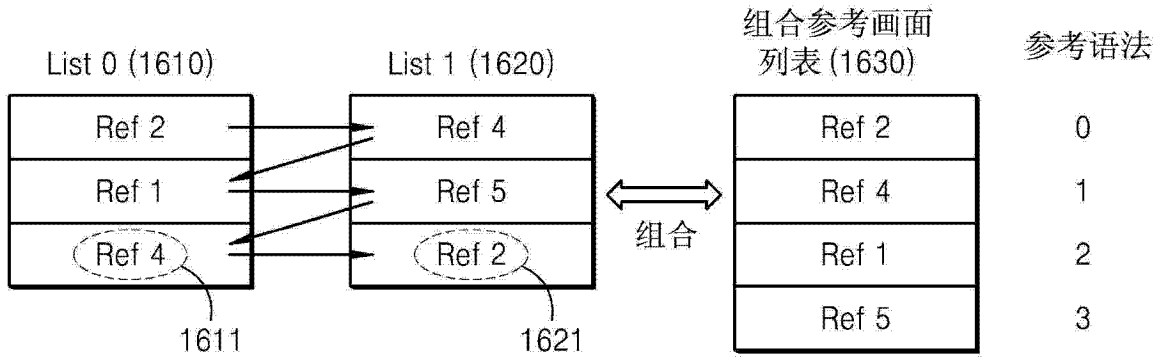 List 0 (1610)
List 1 (1620)
组合参考画面
列表(1630)
参考语法
Ref 2
Ref 4
Ref 2
0
Ref 1
Ref 5
Ref 4
1
组合
Ref 4
Ref 2
Ref 1
2
Ref 5
3
1611
1621